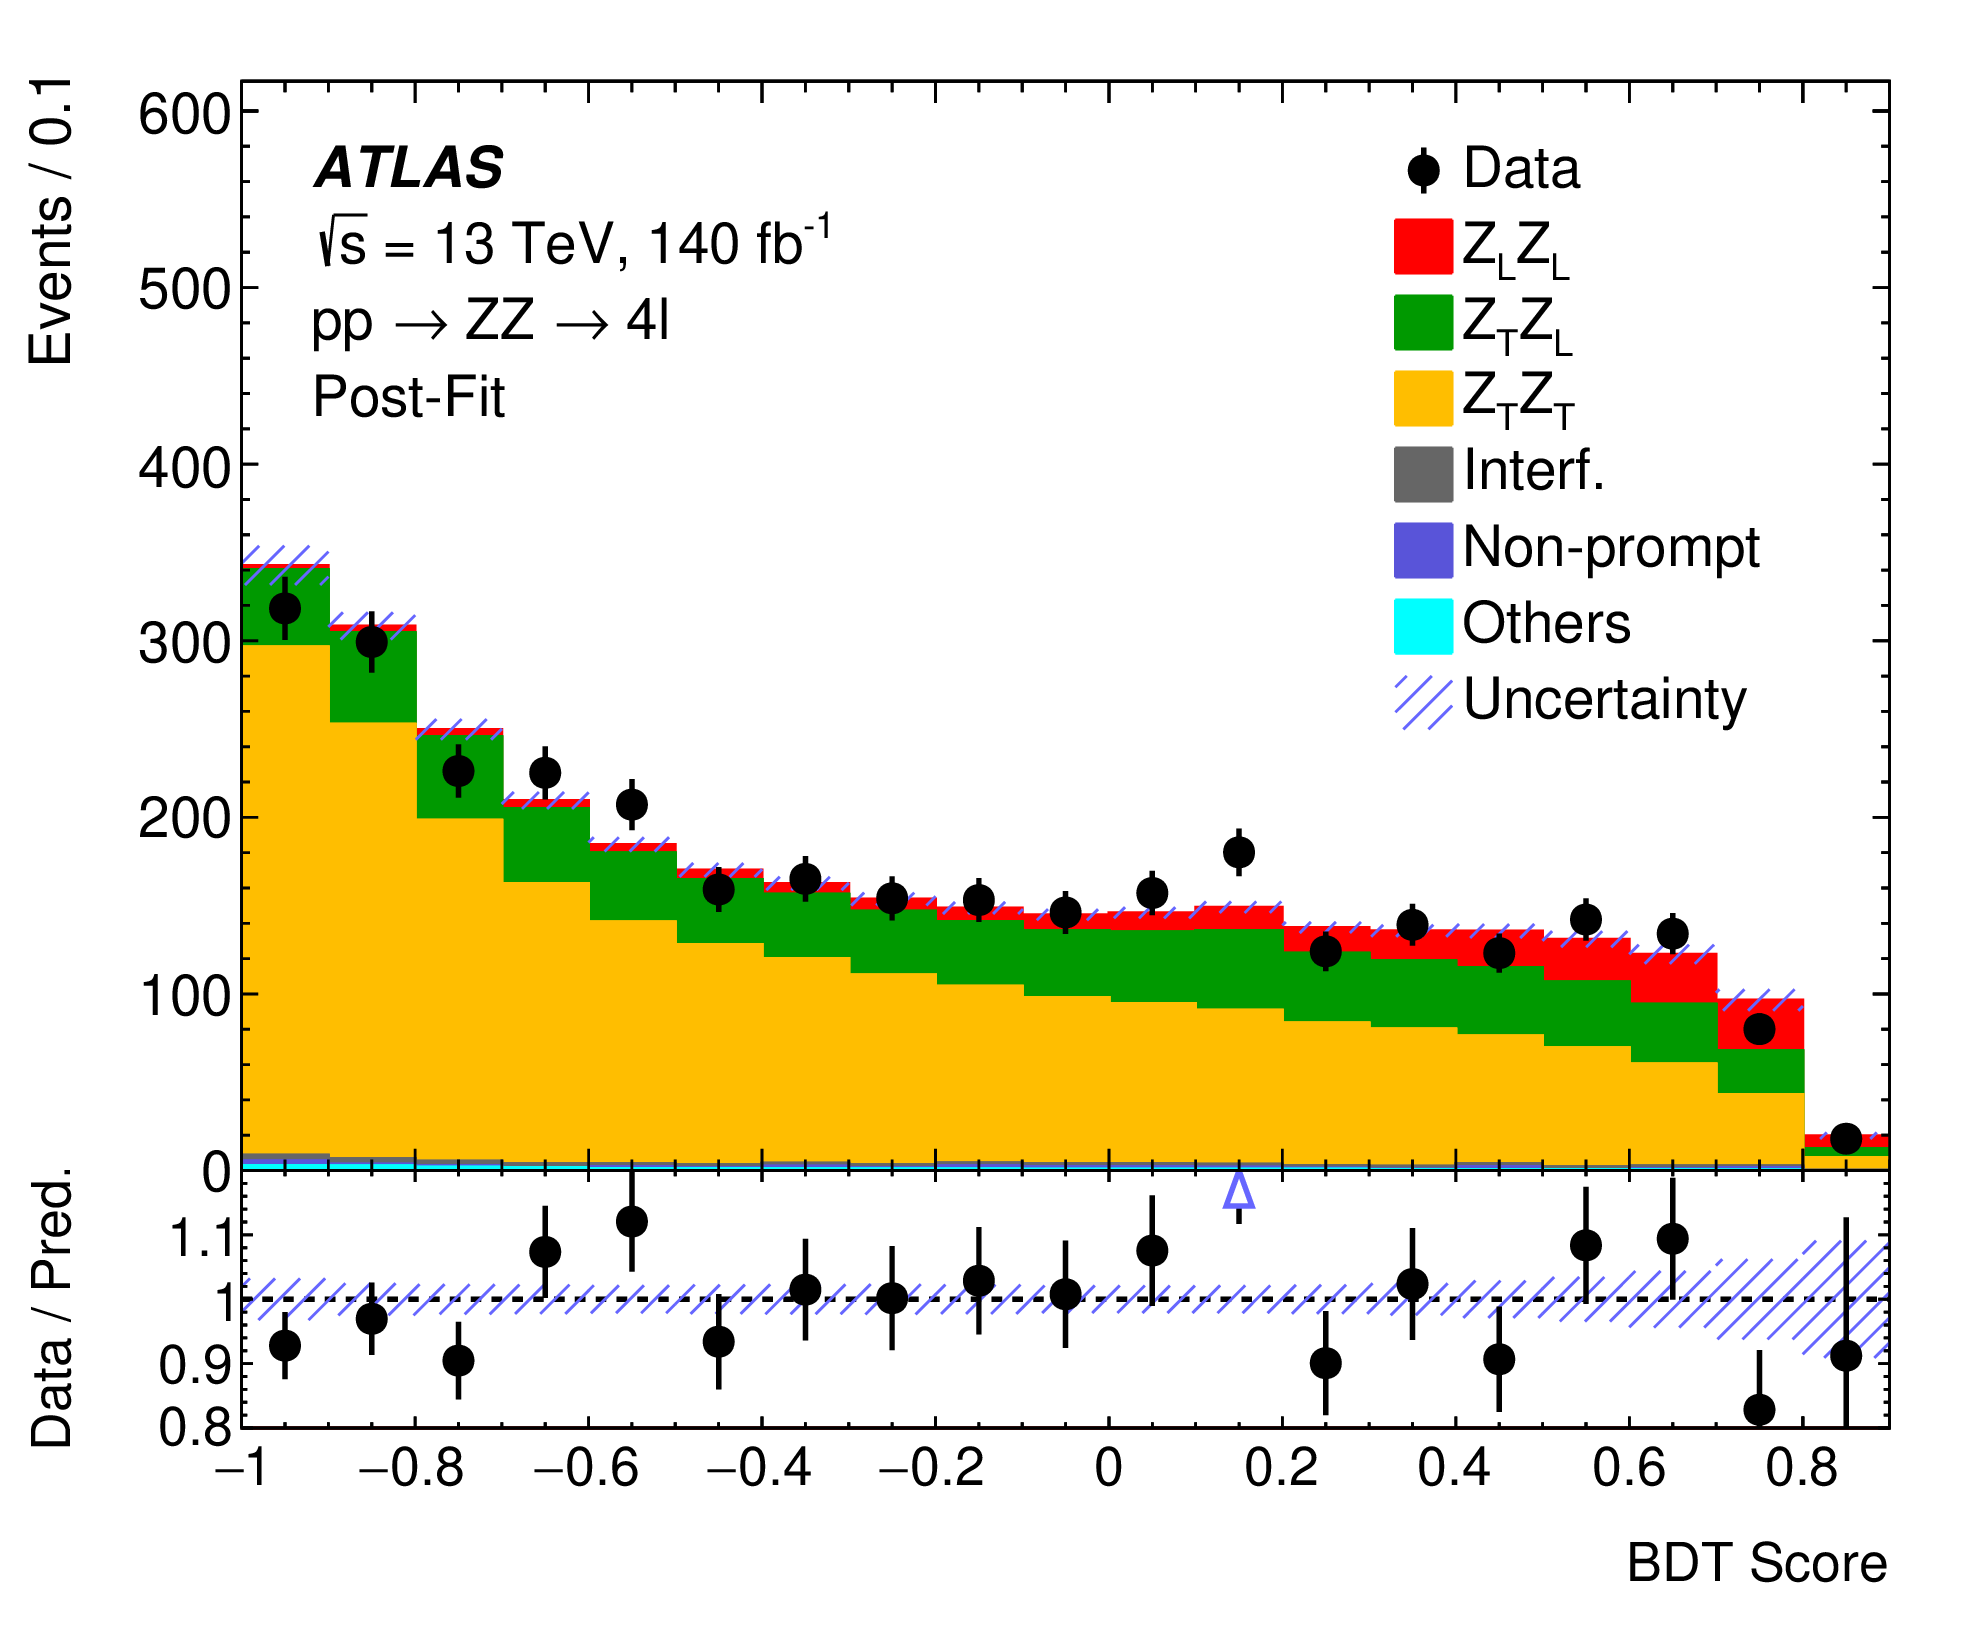 Events / 0.1
600
500
400
300
200
100
0
ATLAS
√s = 13 TeV, 140 fb⁻¹
pp → ZZ → 4l
Post-Fit
Data
Z_LZ_L
Z_TZ_L
Z_TZ_T
Interf.
Non-prompt
Others
Uncertainty
Data / Pred.
1.1
1
0.9
0.8
−1 −0.8 −0.6 −0.4 −0.2 0 0.2 0.4 0.6 0.8
BDT Score